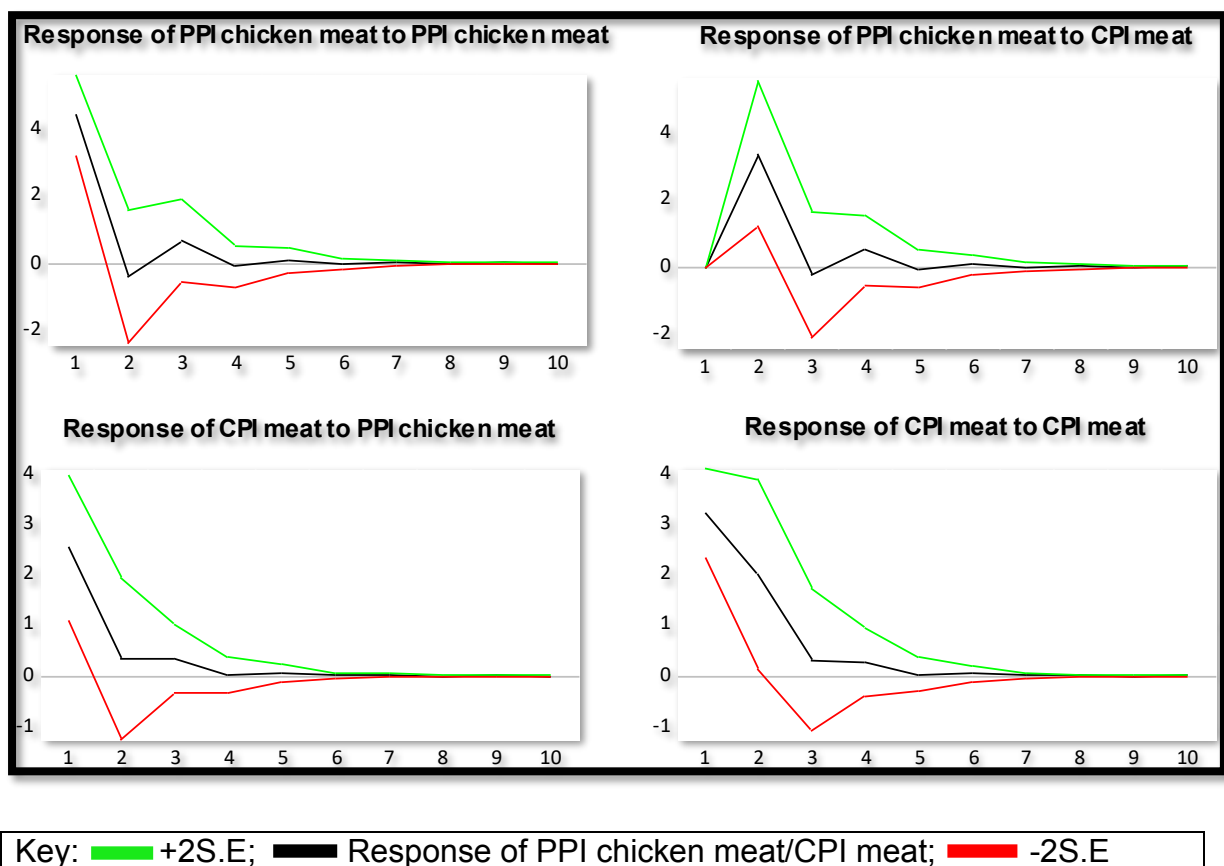 Response of PPI chicken meat to PPI chicken meat
4
2
0
-2
1 2 3 4 5 6 7 8 9 10
Response of PPI chicken meat to CPI meat
4
2
0
-2
1 2 3 4 5 6 7 8 9 10
Response of CPI meat to PPI chicken meat
4
3
2
1
0
-1
1 2 3 4 5 6 7 8 9 10
Response of CPI meat to CPI meat
4
3
2
1
0
-1
1 2 3 4 5 6 7 8 9 10
Key: +2S.E; Response of PPI chicken meat/CPI meat; -2S.E